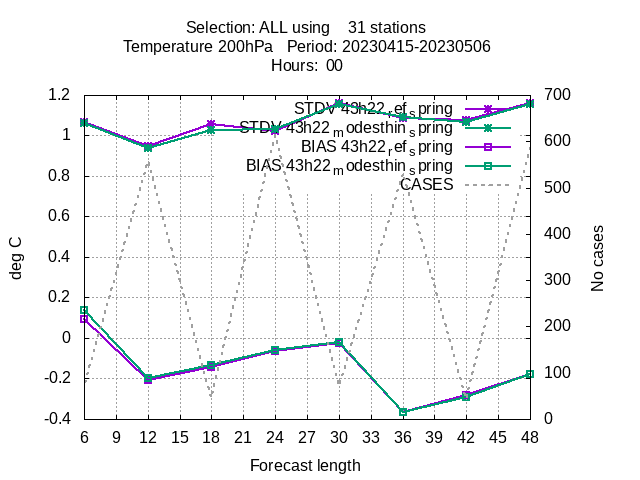 Selection: ALL using 31 stations
Temperature 200hPa Period: 20230415-20230506
Hours: 00
STDV 43h22_ref_spring
STDV 43h22_modesthin_spring
BIAS 43h22_ref_spring
BIAS 43h22_modesthin_spring
CASES
1.2
1
0.8
0.6
0.4
0.2
0
-0.2
-0.4
deg C
700
600
500
400
300
200
100
0
No cases
6 9 12 15 18 21 24 27 30 33 36 39 42 45 48
Forecast length